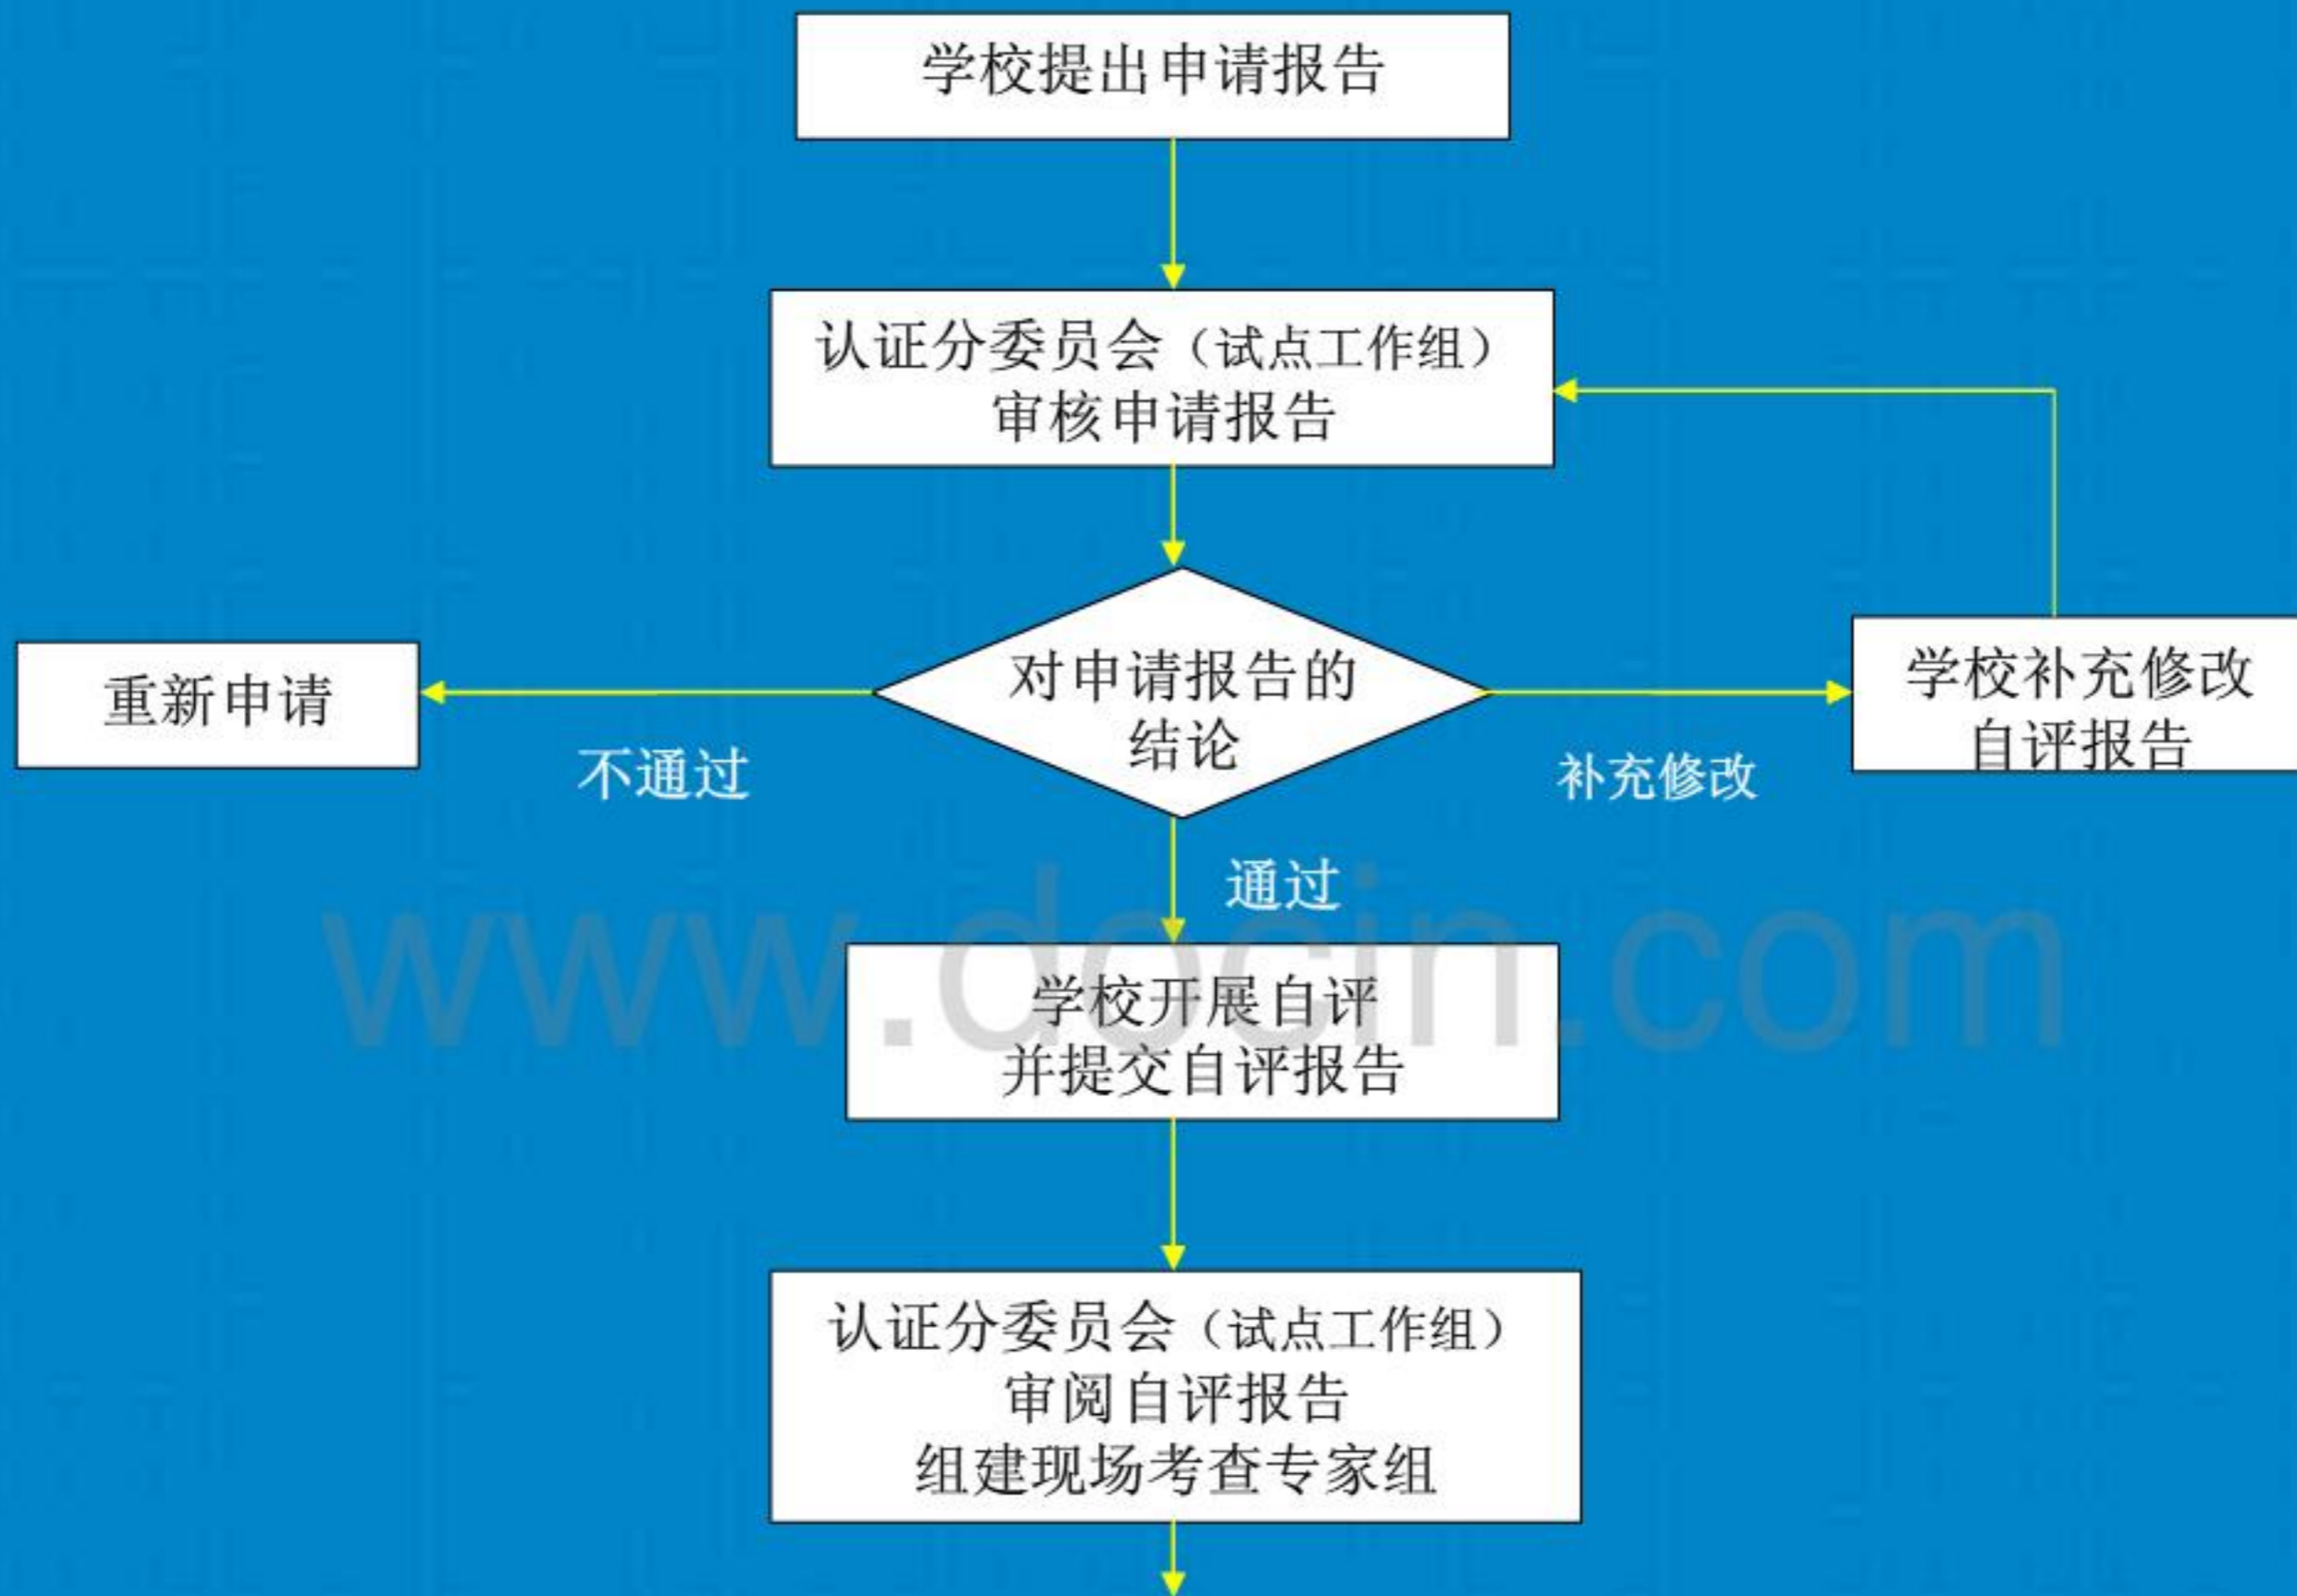 学校提出申请报告
认证分委员会（试点工作组）
审核申请报告
重新申请
对申请报告的
结论
学校补充修改
自评报告
不通过
补充修改
通过
www.docin.com
学校开展自评
并提交自评报告
认证分委员会（试点工作组）
审阅自评报告
组建现场考查专家组